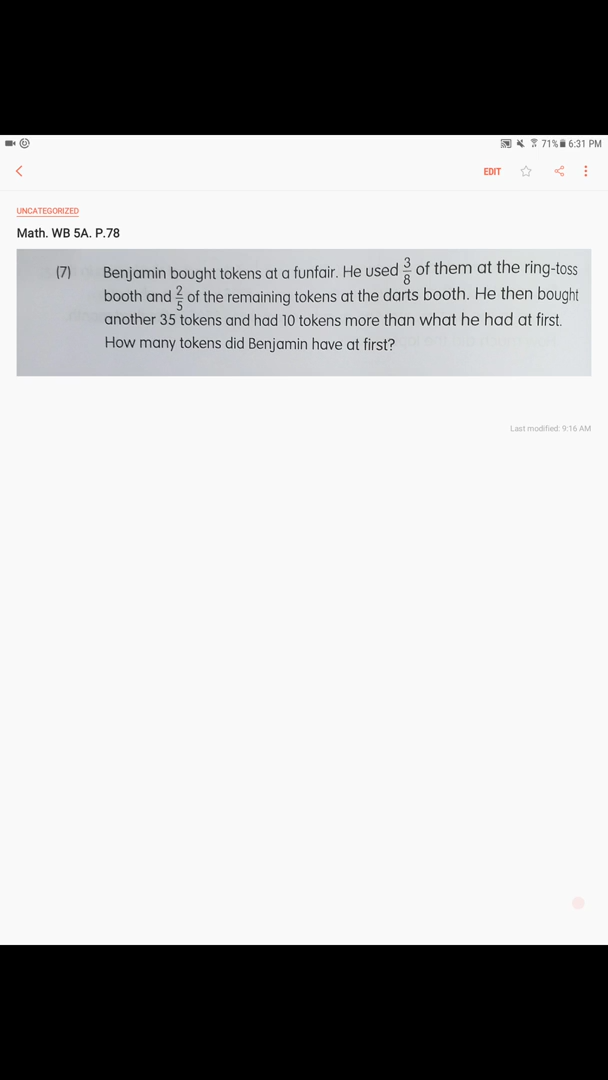 71% 6:31 PM
EDIT
UNCATEGORIZED
Math. WB 5A. P.78
(7) Benjamin bought tokens at a funfair. He used 3/8 of them at the ring-toss
booth and 2/5 of the remaining tokens at the darts booth. He then bought
another 35 tokens and had 10 tokens more than what he had at first.
How many tokens did Benjamin have at first?
Last modified: 9:16 AM